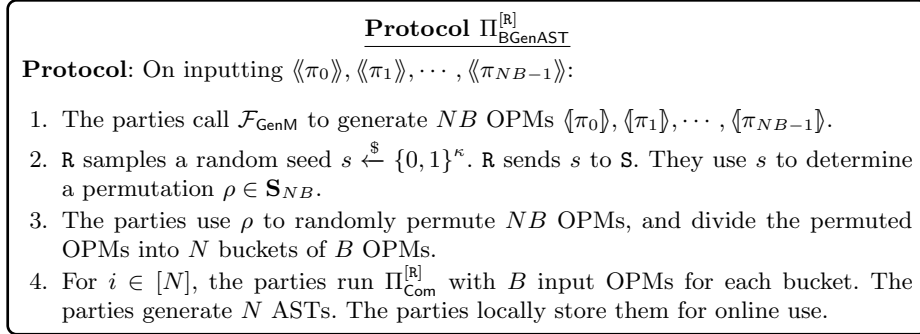 Protocol Π^{[R]}_{BGenAST}
Protocol: On inputting ⟪π_0⟫, ⟪π_1⟫, ⋯ , ⟪π_{NB−1}⟫:
1. The parties call F_{GenM} to generate NB OPMs ⟨[π_0]⟩, ⟨[π_1]⟩, ⋯ , ⟨[π_{NB−1}]⟩.
2. R samples a random seed s \xleftarrow{$} {0, 1}^κ. R sends s to S. They use s to determine
a permutation ρ ∈ S_{NB}.
3. The parties use ρ to randomly permute NB OPMs, and divide the permuted
OPMs into N buckets of B OPMs.
4. For i ∈ [N], the parties run Π^{[R]}_{Com} with B input OPMs for each bucket. The
parties generate N ASTs. The parties locally store them for online use.